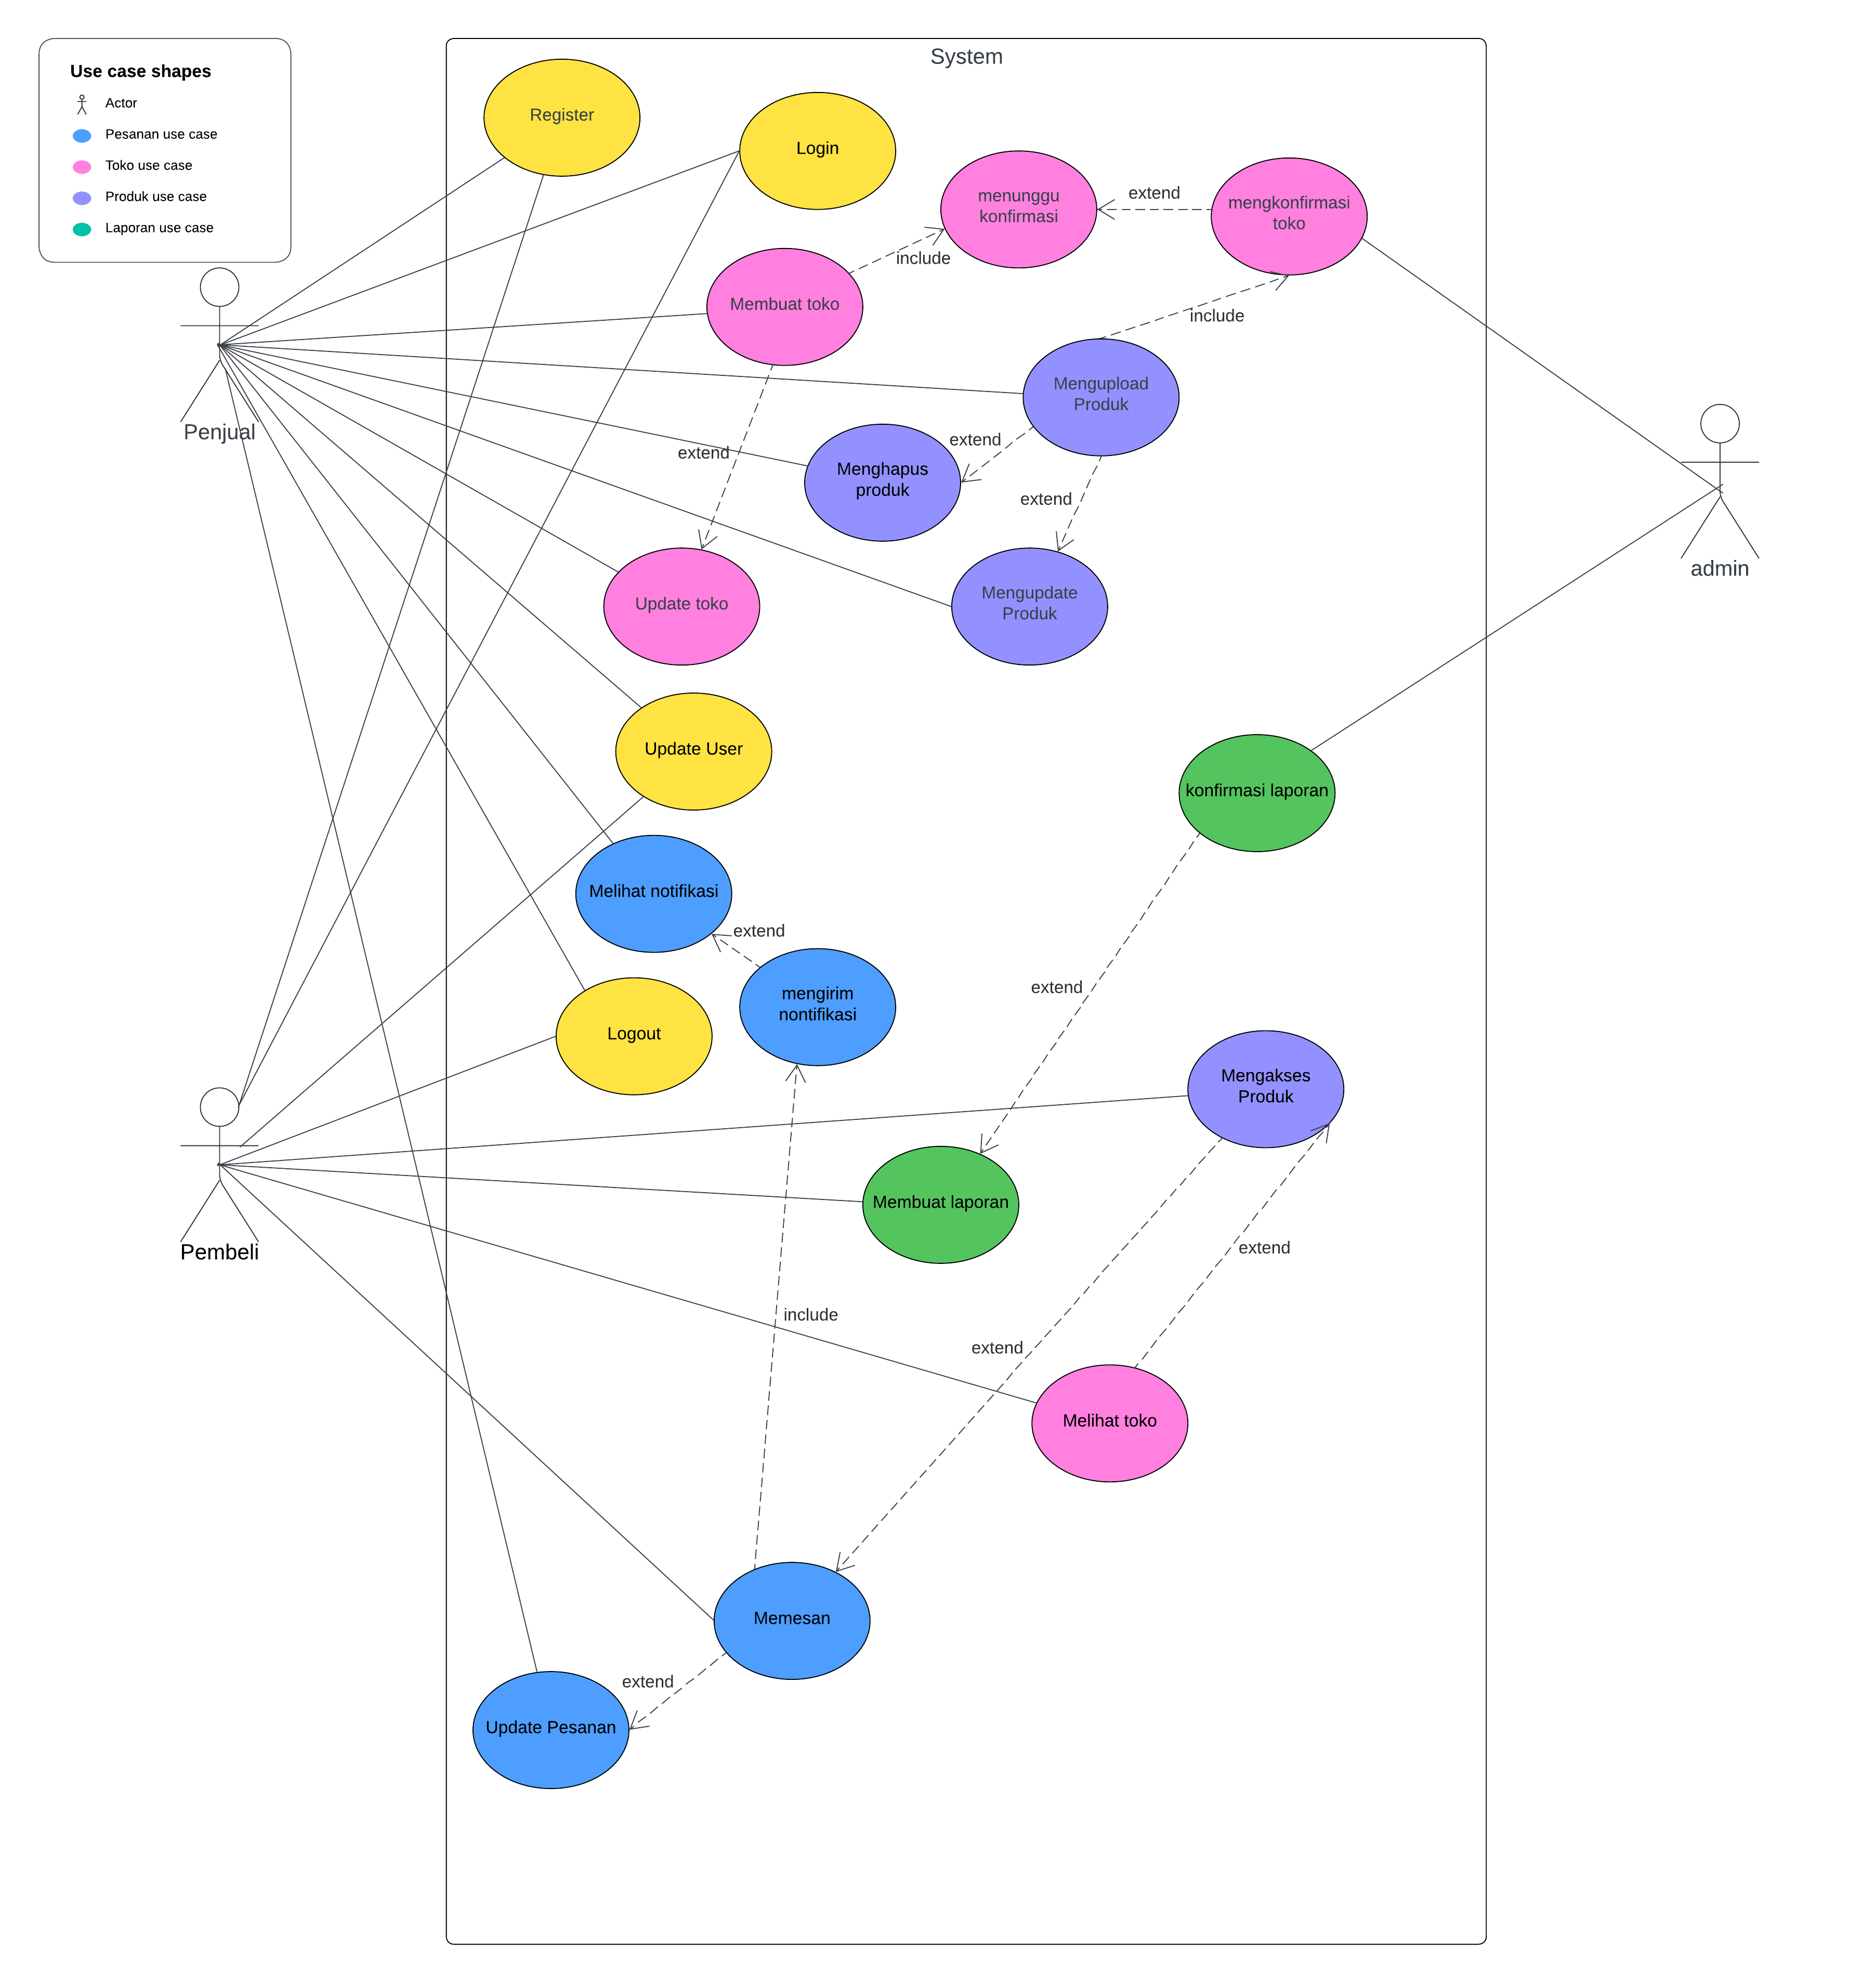 Use case shapes
Actor
Pesanan use case
Toko use case
Produk use case
Laporan use case
System
Register
Login
menunggu
konfirmasi
extend
mengkonfirmasi
toko
include
Membuat toko
include
Mengupload
Produk
Penjual
extend
extend
Menghapus
produk
extend
admin
Update toko
Mengupdate
Produk
Update User
konfirmasi laporan
Melihat notifikasi
extend
mengirim
nontifikasi
extend
Logout
Mengakses
Produk
Membuat laporan
Pembeli
extend
include
extend
Melihat toko
Memesan
extend
Update Pesanan